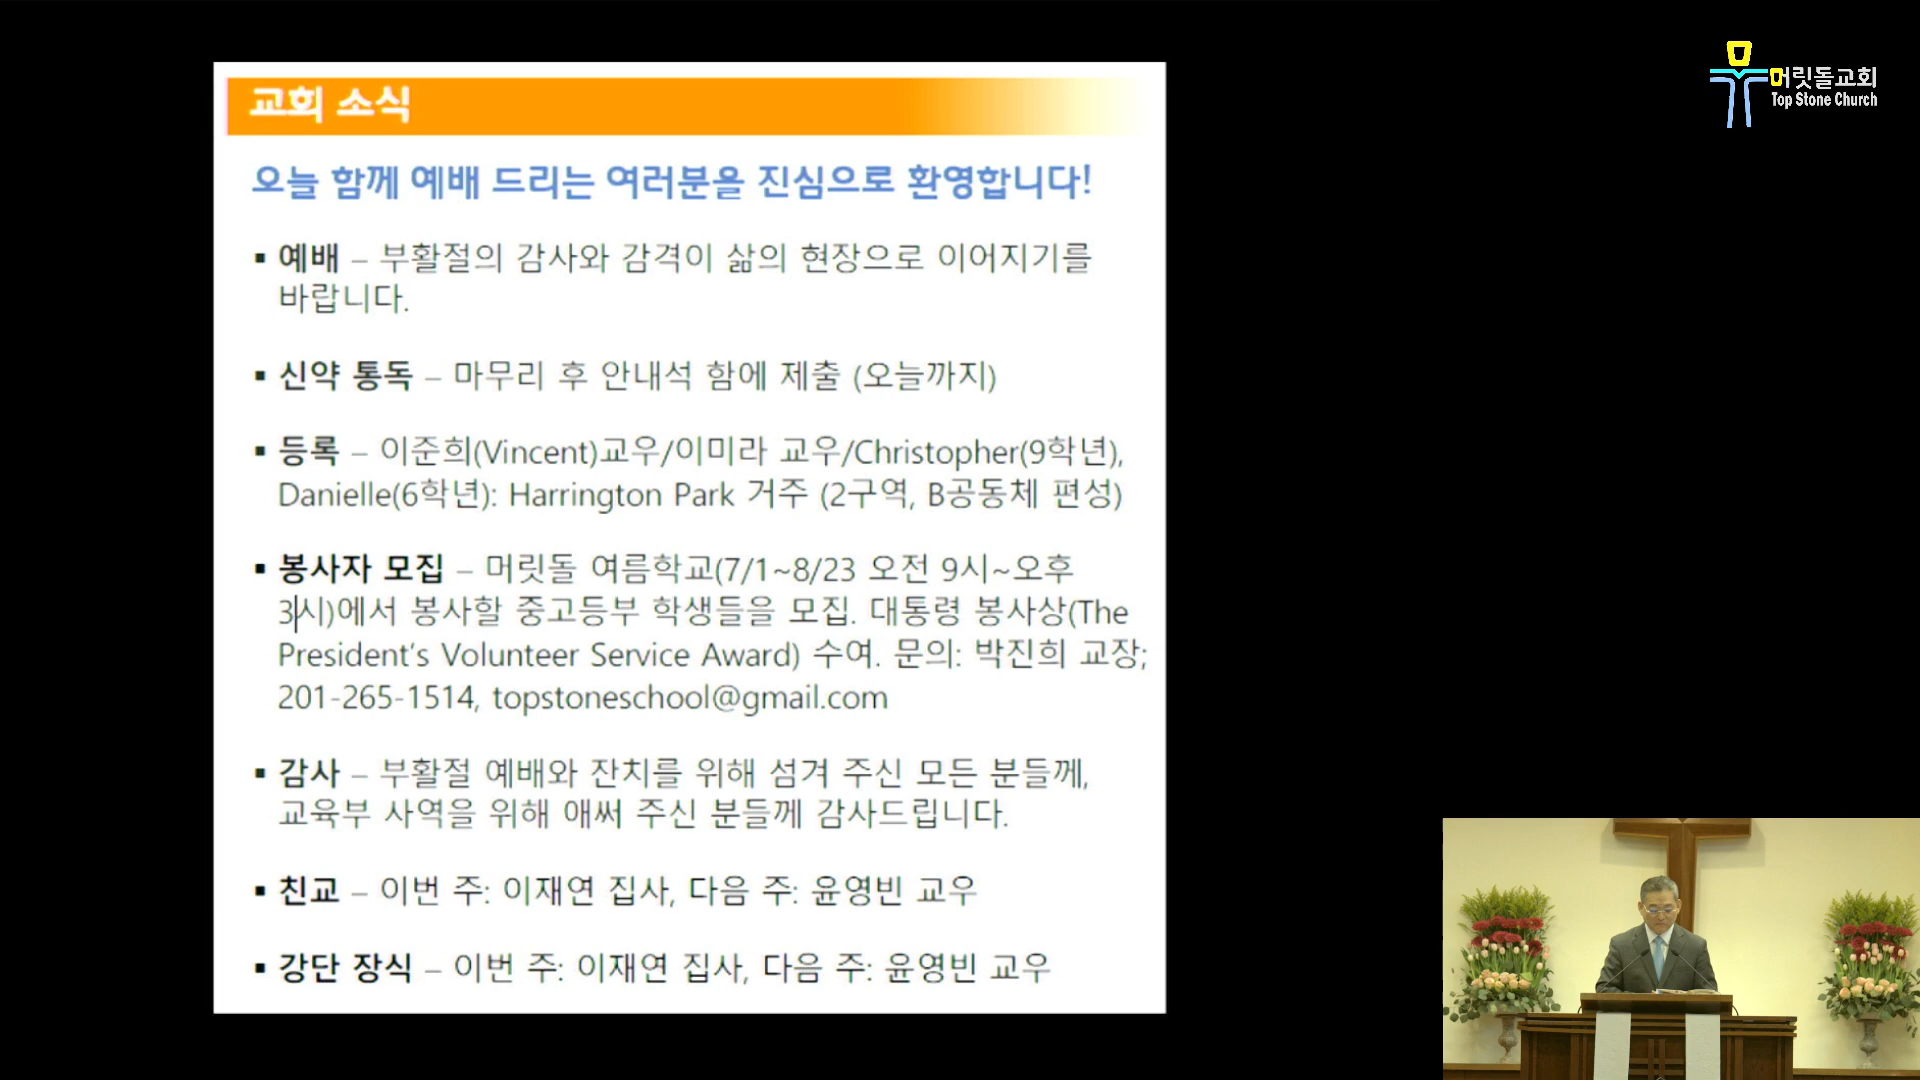 교회 소식
오늘 함께 예배 드리는 여러분을 진심으로 환영합니다!
▪ 예배 – 부활절의 감사와 감격이 삶의 현장으로 이어지기를
바랍니다.
▪ 신약 통독 – 마무리 후 안내석 함에 제출 (오늘까지)
▪ 등록 – 이준희(Vincent)교우/이미라 교우/Christopher(9학년),
Danielle(6학년): Harrington Park 거주 (2구역, B공동체 편성)
▪ 봉사자 모집 – 머릿돌 여름학교(7/1~8/23 오전 9시~오후
3시)에서 봉사할 중고등부 학생들을 모집. 대통령 봉사상(The
President's Volunteer Service Award) 수여. 문의: 박진희 교장;
201-265-1514, topstoneschool@gmail.com
▪ 감사 – 부활절 예배와 잔치를 위해 섬겨 주신 모든 분들께,
교육부 사역을 위해 애써 주신 분들께 감사드립니다.
▪ 친교 – 이번 주: 이재연 집사, 다음 주: 윤영빈 교우
▪ 강단 장식 – 이번 주: 이재연 집사, 다음 주: 윤영빈 교우
머릿돌교회
Top Stone Church